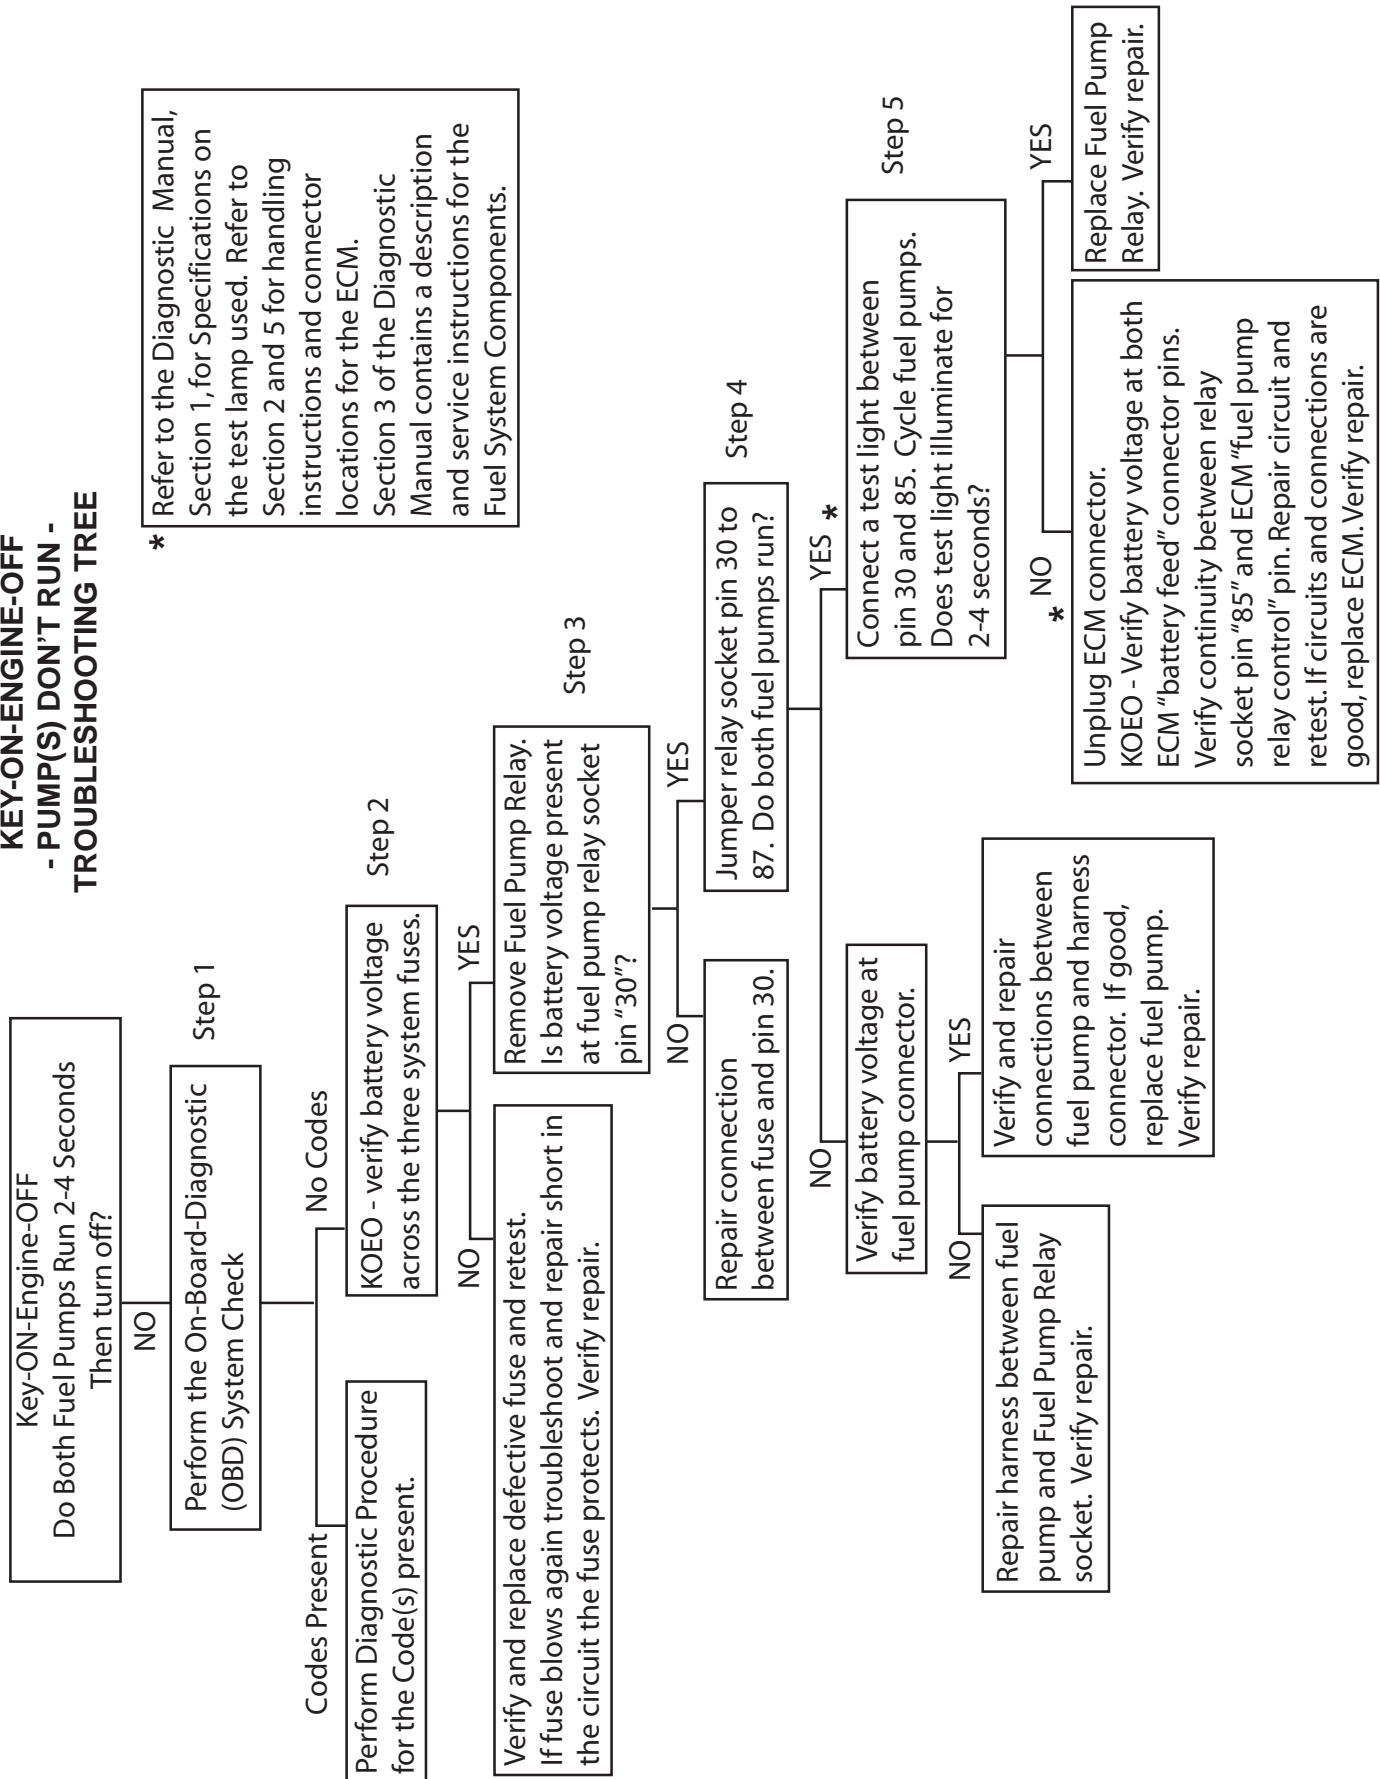 KEY-ON-ENGINE-OFF
- PUMP(S) DON'T RUN -
TROUBLESHOOTING TREE
Key-ON-Engine-OFF
Do Both Fuel Pumps Run 2-4 Seconds
Then turn off?
NO
* Refer to the Diagnostic Manual,
Section 1, for Specifications on
the test lamp used. Refer to
Section 2 and 5 for handling
instructions and connector
locations for the ECM.
Section 3 of the Diagnostic
Manual contains a description
and service instructions for the
Fuel System Components.
Perform the On-Board-Diagnostic
(OBD) System Check
Step 1
Codes Present
No Codes
Perform Diagnostic Procedure
for the Code(s) present.
KOEO - verify battery voltage
across the three system fuses.
Step 2
NO
YES
Verify and replace defective fuse and retest.
If fuse blows again troubleshoot and repair short in
the circuit the fuse protects. Verify repair.
Remove Fuel Pump Relay.
Is battery voltage present
at fuel pump relay socket
pin "30"?
Step 3
NO
YES
Repair connection
between fuse and pin 30.
Jumper relay socket pin 30 to
87. Do both fuel pumps run?
Step 4
NO
YES *
Verify battery voltage at
fuel pump connector.
Connect a test light between
pin 30 and 85. Cycle fuel pumps.
Does test light illuminate for
2-4 seconds?
Step 5
NO
YES
Repair harness between fuel
pump and Fuel Pump Relay
socket. Verify repair.
Verify and repair
connections between
fuel pump and harness
connector. If good,
replace fuel pump.
Verify repair.
* NO
YES
Unplug ECM connector.
KOEO - Verify battery voltage at both
ECM "battery feed" connector pins.
Verify continuity between relay
socket pin "85" and ECM "fuel pump
relay control" pin. Repair circuit and
retest. If circuits and connections are
good, replace ECM. Verify repair.
Replace Fuel Pump
Relay. Verify repair.